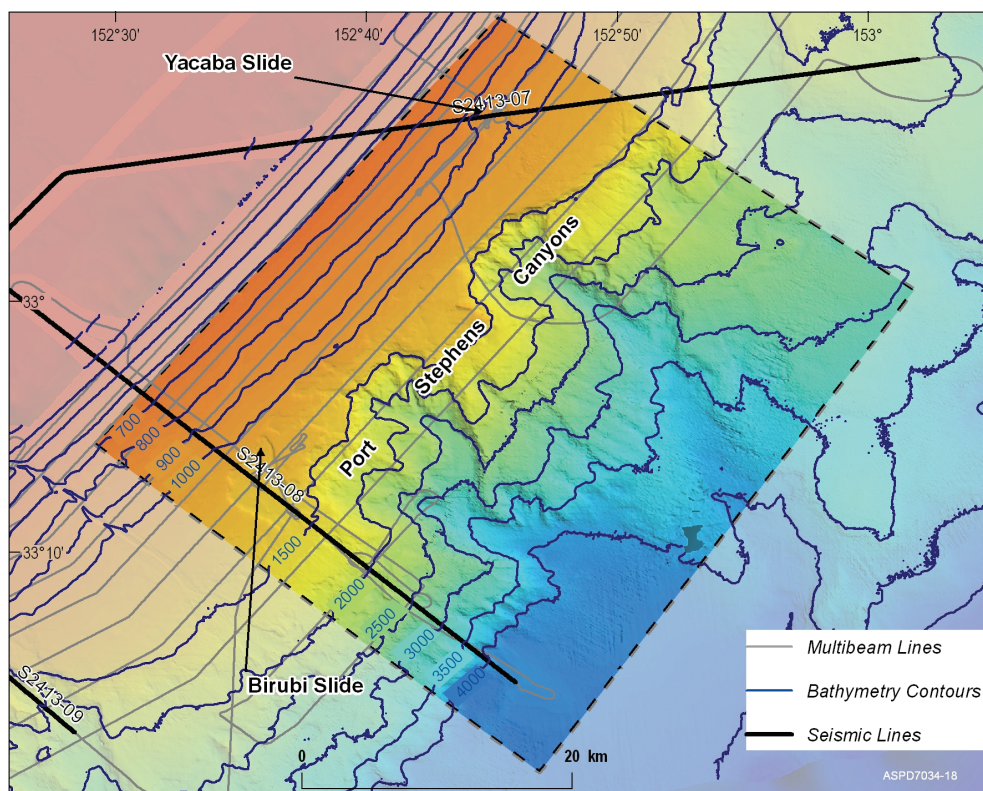 152°30'
152°40'
152°50'
153°
Yacaba Slide
S2413-07
Canyons
33°
Stephens
700
800
900
1000
Port
S2413-08
1500
33°10'
2000
2500
3000
3500
4000
Birubi Slide
S2413-09
0 20 km
Multibeam Lines
Bathymetry Contours
Seismic Lines
ASPD7034-18